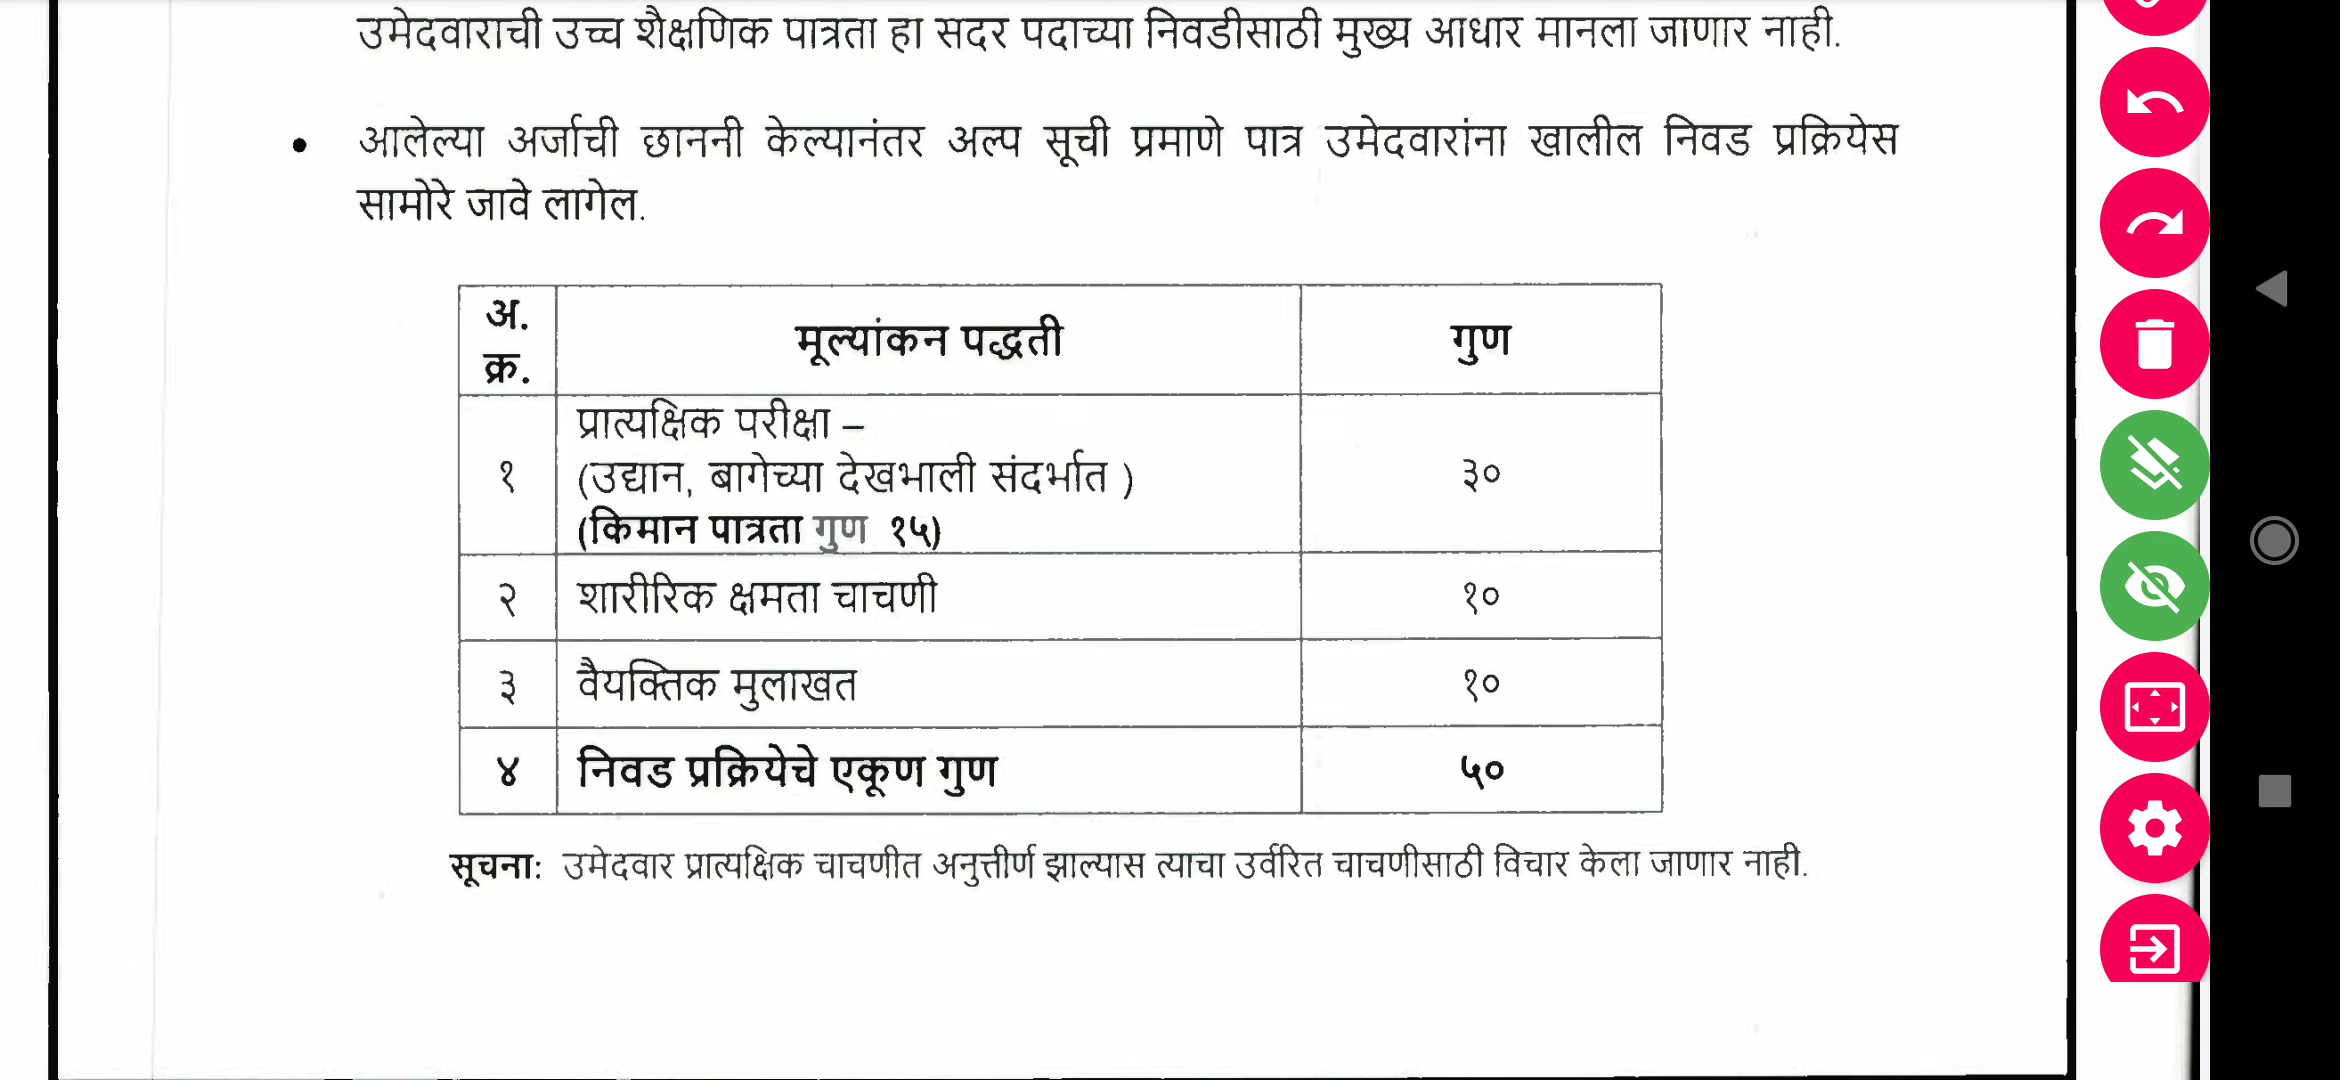 उमेदवाराची उच्च शैक्षणिक पात्रता हा सदर पदाच्या निवडीसाठी मुख्य आधार मानला जाणार नाही.
• आलेल्या अर्जाची छाननी केल्यानंतर अल्प सूची प्रमाणे पात्र उमेदवारांना खालील निवड प्रक्रियेस
सामोरे जावे लागेल.
अ. क्र. मूल्यांकन पद्धती गुण
प्रात्यक्षिक परीक्षा –
१ (उद्यान, बागेच्या देखभाली संदर्भात ) ३०
(किमान पात्रता गुण १५)
२ शारीरिक क्षमता चाचणी १०
३ वैयक्तिक मुलाखत १०
४ निवड प्रक्रियेचे एकूण गुण ५०
सूचना: उमेदवार प्रात्यक्षिक चाचणीत अनुत्तीर्ण झाल्यास त्याचा उर्वरित चाचणीसाठी विचार केला जाणार नाही.